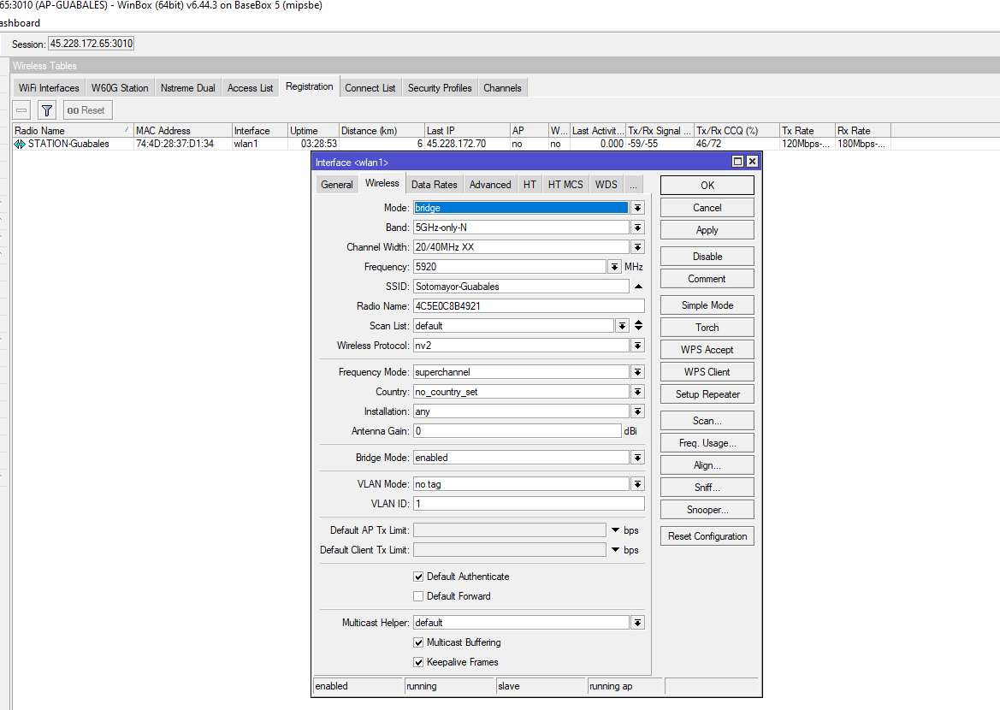 65:3010 (AP-GUABALES) - WinBox (64bit) v6.44.3 on BaseBox 5 (mipsbe)
ashboard
Session: 45.228.172.65:3010
Wireless Tables
WiFi Interfaces W60G Station Nstreme Dual Access List Registration Connect List Security Profiles Channels
oo Reset
Radio Name MAC Address Interface Uptime Distance (km) Last IP AP W... Last Activit... Tx/Rx Signal ... Tx/Rx CCQ (%) Tx Rate Rx Rate
STATION-Guabales 74:4D:28:37:D1:34 wlan1 03:28:53 6 45.228.172.70 no no 0.000 -59/-55 46/72 120Mbps-... 180Mbps-...
Interface <wlan1>
General Wireless Data Rates Advanced HT HT MCS WDS ...
Mode: bridge
Band: 5GHz-only-N
Channel Width: 20/40MHz XX
Frequency: 5920 MHz
SSID: Sotomayor-Guabales
Radio Name: 4C5E0C8B4921
Scan List: default
Wireless Protocol: nv2
Frequency Mode: superchannel
Country: no_country_set
Installation: any
Antenna Gain: 0 dBi
Bridge Mode: enabled
VLAN Mode: no tag
VLAN ID: 1
Default AP Tx Limit: bps
Default Client Tx Limit: bps
Default Authenticate
Default Forward
Multicast Helper: default
Multicast Buffering
Keepalive Frames
OK
Cancel
Apply
Disable
Comment
Simple Mode
Torch
WPS Accept
WPS Client
Setup Repeater
Scan...
Freq. Usage...
Align...
Sniff...
Snooper...
Reset Configuration
enabled running slave running ap